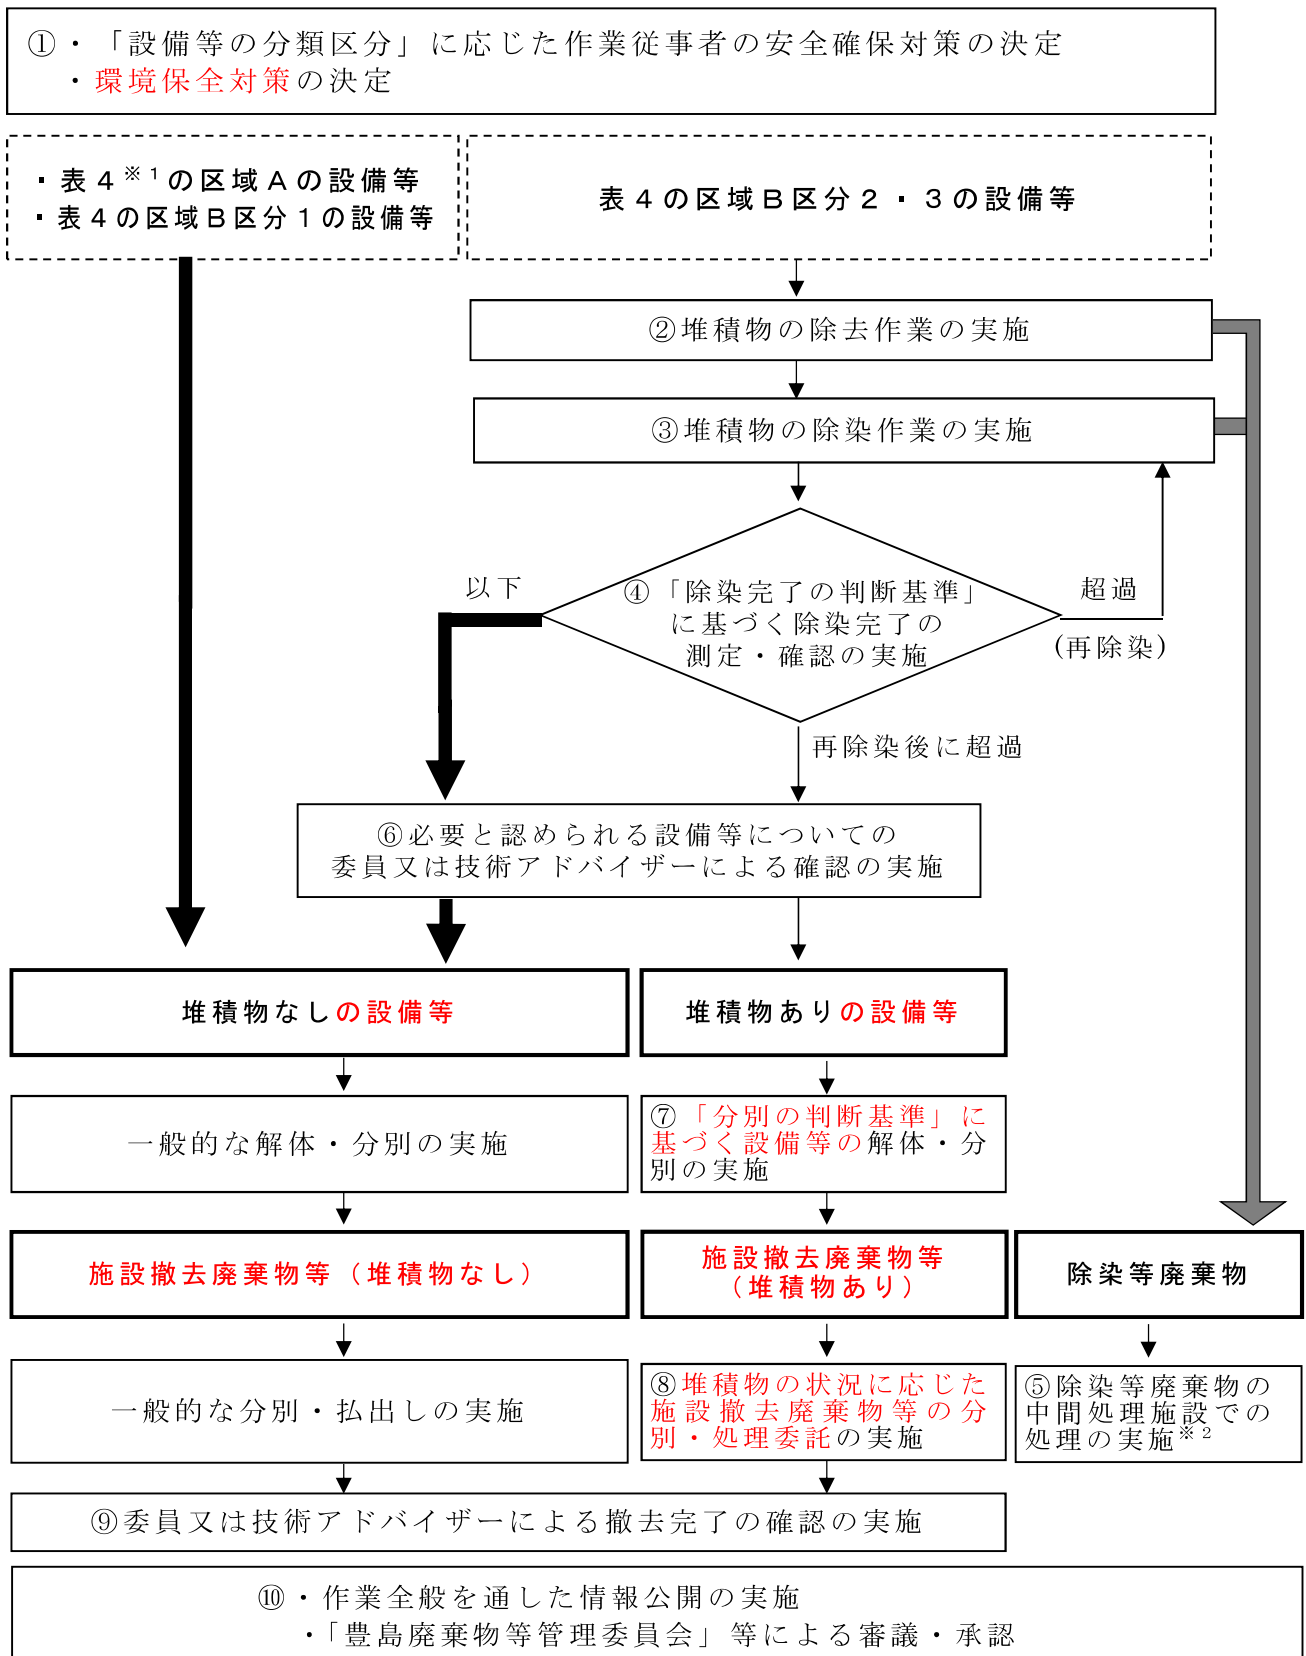 ①・「設備等の分類区分」に応じた作業従事者の安全確保対策の決定
・環境保全対策の決定
・表4※1の区域Aの設備等
・表4の区域B区分1の設備等
表4の区域B区分2・3の設備等
②堆積物の除去作業の実施
③堆積物の除染作業の実施
以下
④「除染完了の判断基準」
に基づく除染完了の
測定・確認の実施
超過
(再除染)
再除染後に超過
⑥必要と認められる設備等についての
委員又は技術アドバイザーによる確認の実施
堆積物なしの設備等
堆積物ありの設備等
一般的な解体・分別の実施
⑦「分別の判断基準」に
基づく設備等の解体・分
別の実施
施設撤去廃棄物等(堆積物なし)
施設撤去廃棄物等
(堆積物あり)
除染等廃棄物
一般的な分別・払出しの実施
⑧堆積物の状況に応じた
施設撤去廃棄物等の分
別・処理委託の実施
⑤除染等廃棄物の
中間処理施設での
処理の実施※2
⑨委員又は技術アドバイザーによる撤去完了の確認の実施
⑩・作業全般を通した情報公開の実施
・「豊島廃棄物等管理委員会」等による審議・承認